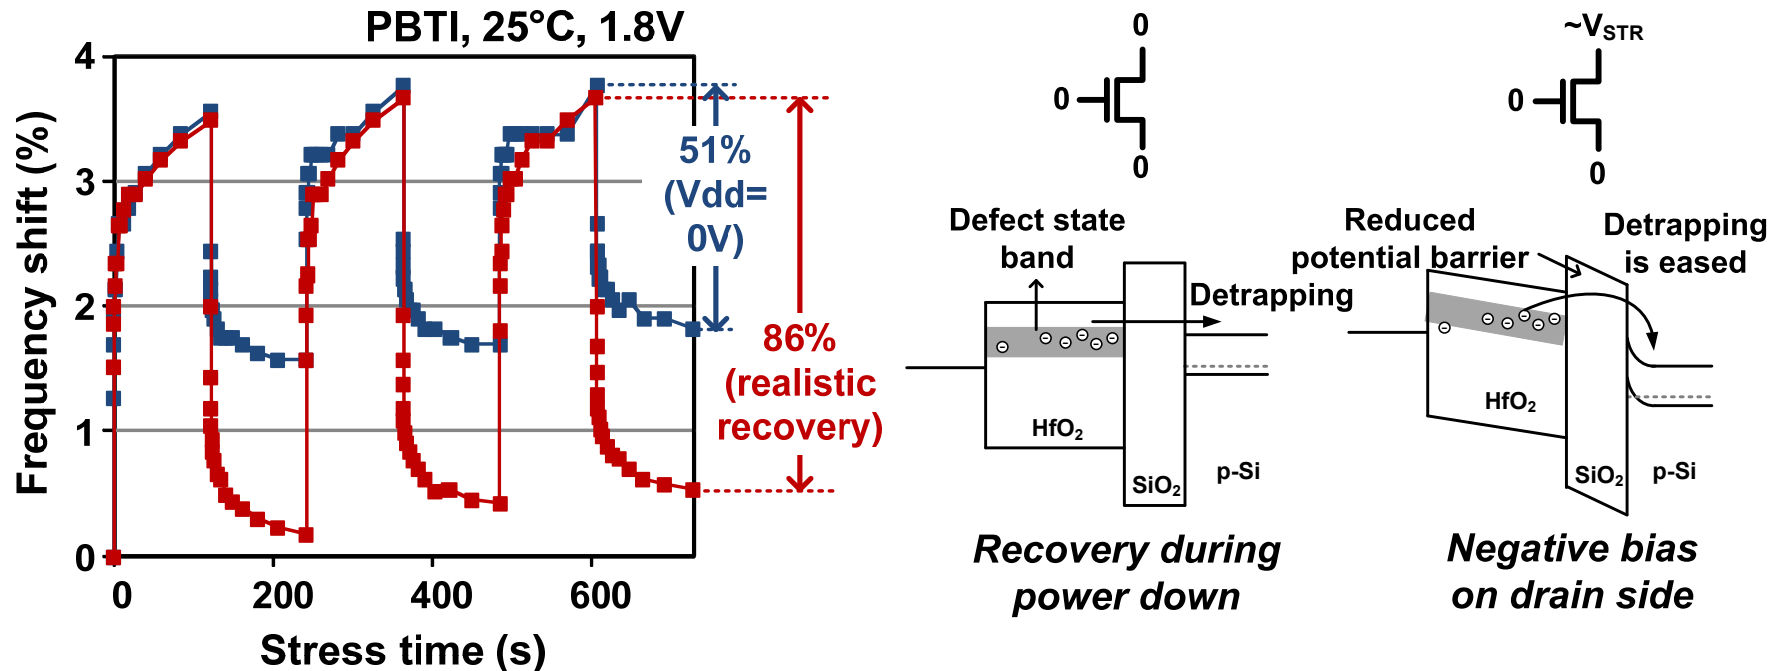 PBTI, 25°C, 1.8V
Frequency shift (%)
4
3
2
1
0
0
200
400
600
Stress time (s)
51%
(Vdd=
0V)
86%
(realistic
recovery)
0
0
0
Defect state
band
Detrapping
HfO2
SiO2
p-Si
Recovery during
power down
~VSTR
0
0
Reduced
potential barrier
Detrapping
is eased
HfO2
SiO2
p-Si
Negative bias
on drain side